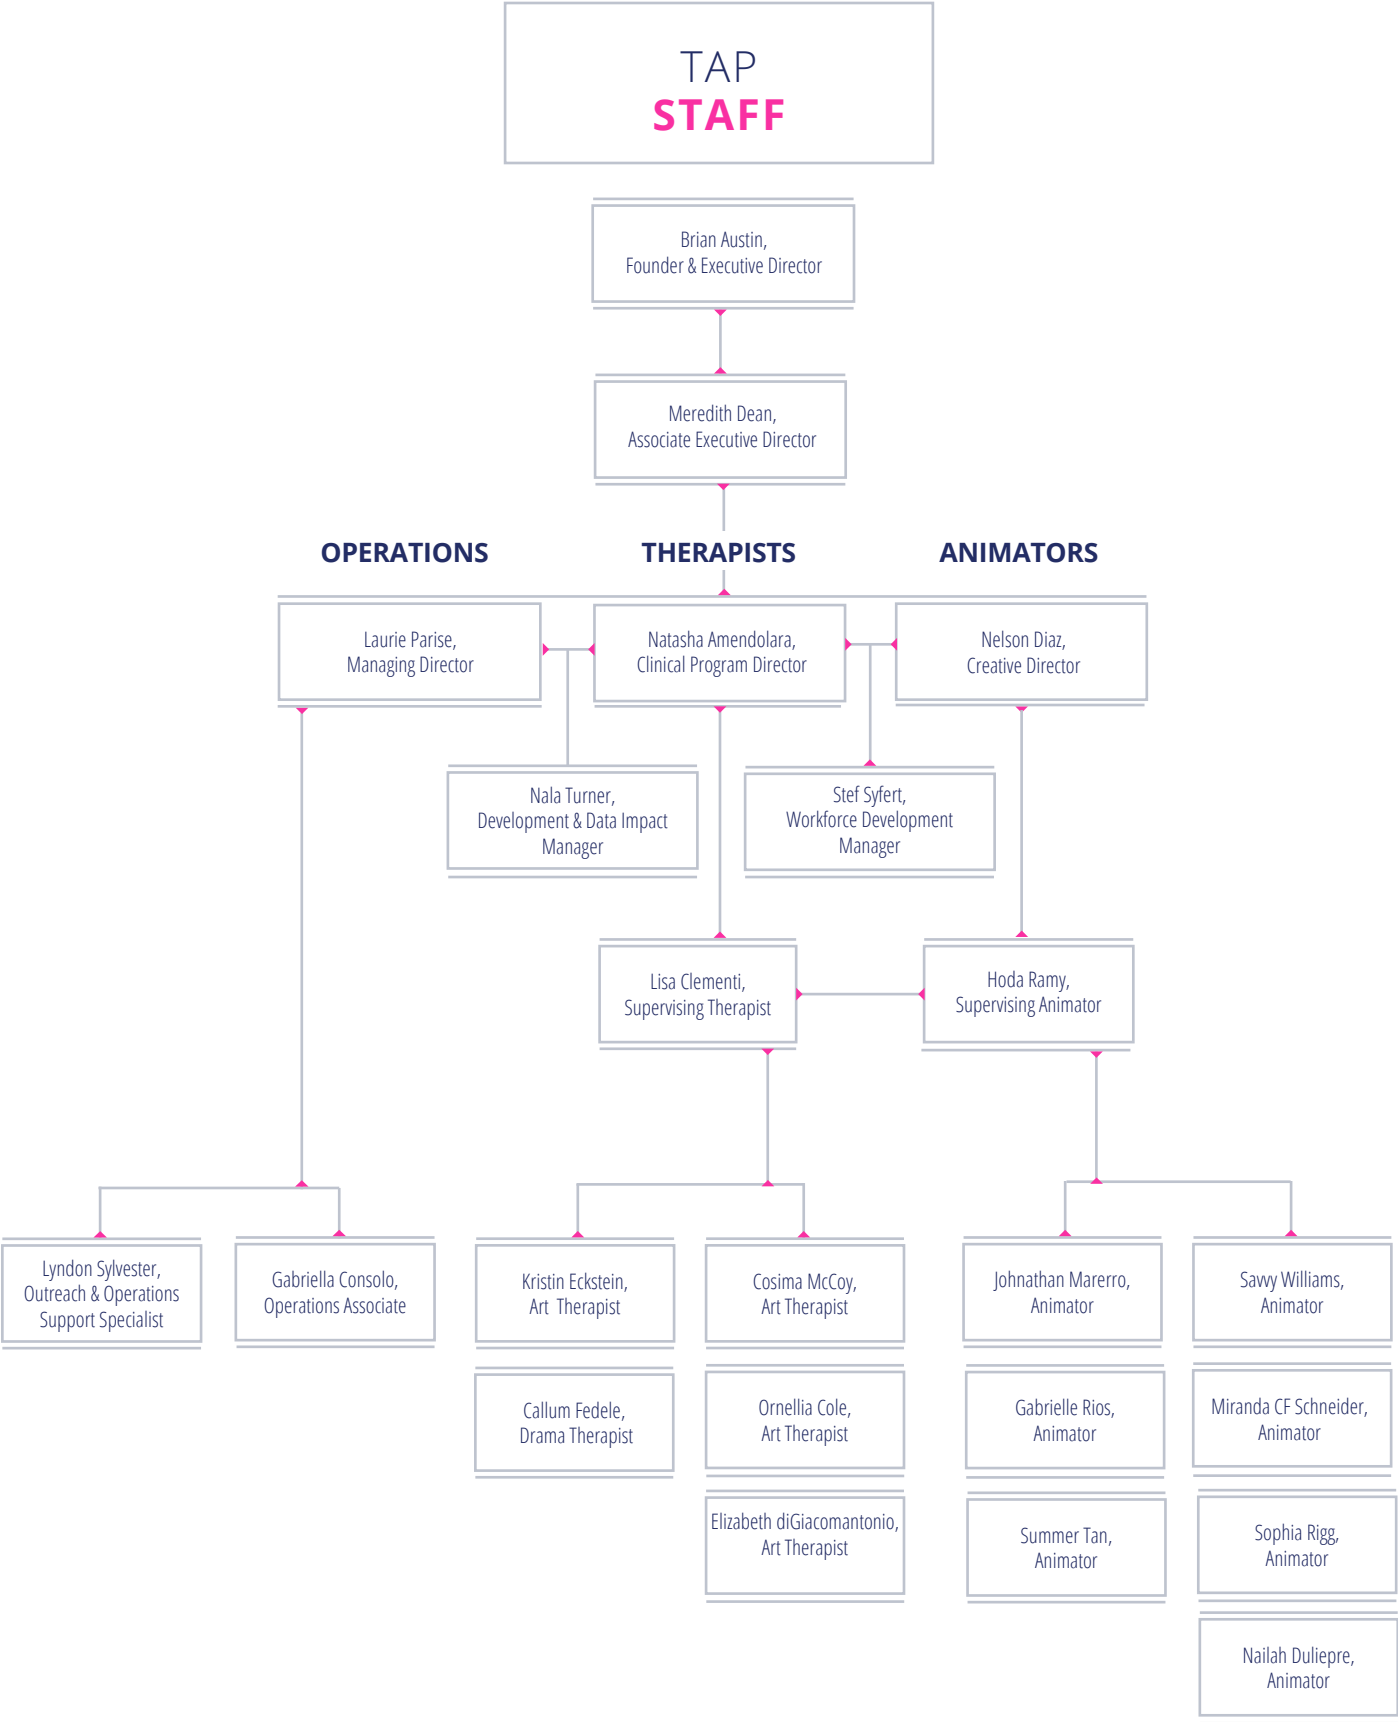 TAP
STAFF
Brian Austin,
Founder & Executive Director
Meredith Dean,
Associate Executive Director
OPERATIONS
THERAPISTS
ANIMATORS
Laurie Parise,
Managing Director
Natasha Amendolara,
Clinical Program Director
Nelson Diaz,
Creative Director
Nala Turner,
Development & Data Impact
Manager
Stef Syfert,
Workforce Development
Manager
Lisa Clementi,
Supervising Therapist
Hoda Ramy,
Supervising Animator
Lyndon Sylvester,
Outreach & Operations
Support Specialist
Gabriella Consolo,
Operations Associate
Kristin Eckstein,
Art Therapist
Cosima McCoy,
Art Therapist
Johnathan Marerro,
Animator
Savvy Williams,
Animator
Callum Fedele,
Drama Therapist
Ornellia Cole,
Art Therapist
Gabrielle Rios,
Animator
Miranda CF Schneider,
Animator
Elizabeth diGiacomantonio,
Art Therapist
Summer Tan,
Animator
Sophia Rigg,
Animator
Nailah Duliepre,
Animator